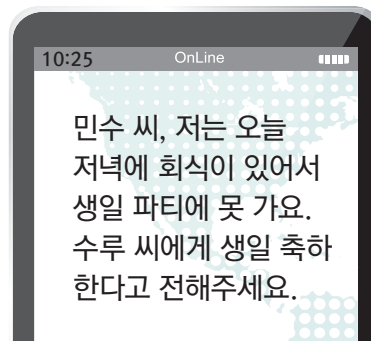 10:25 OnLine
민수 씨, 저는 오늘
저녁에 회식이 있어서
생일 파티에 못 가요.
수루 씨에게 생일 축하
한다고 전해주세요.